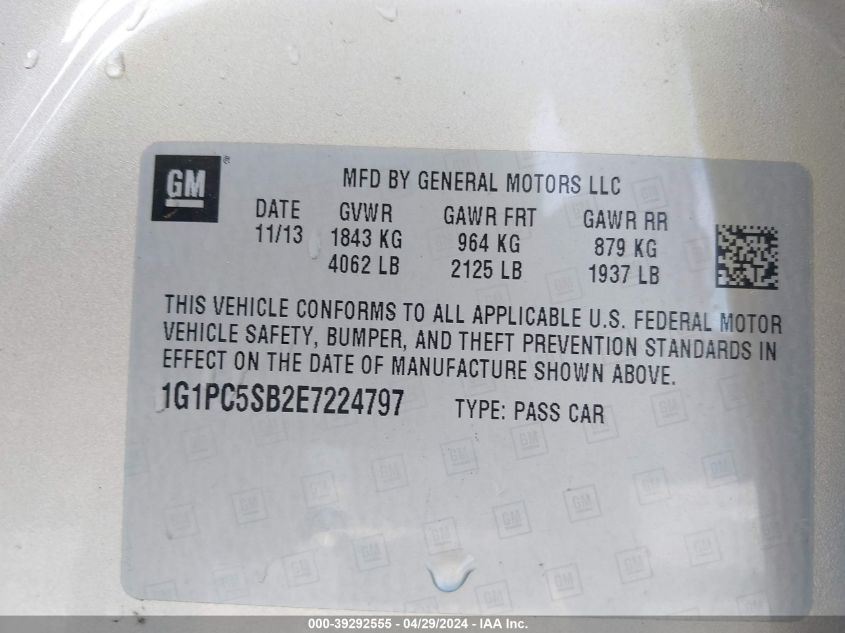 GM ®
MFD BY GENERAL MOTORS LLC
DATE GVWR GAWR FRT GAWR RR
11/13 1843 KG 964 KG 879 KG
4062 LB 2125 LB 1937 LB
THIS VEHICLE CONFORMS TO ALL APPLICABLE U.S. FEDERAL MOTOR
VEHICLE SAFETY, BUMPER, AND THEFT PREVENTION STANDARDS IN
EFFECT ON THE DATE OF MANUFACTURE SHOWN ABOVE.
1G1PC5SB2E7224797 TYPE: PASS CAR
000-39292555 - 04/29/2024 - IAA Inc.